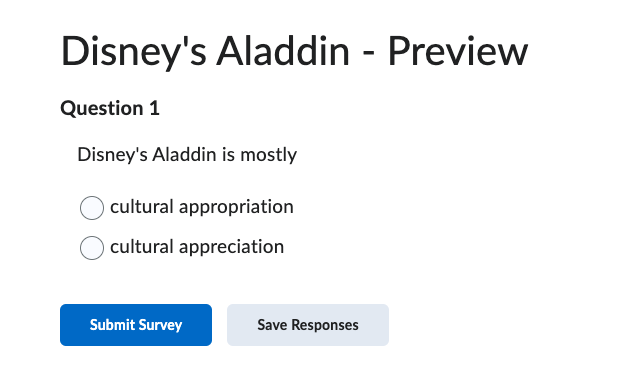 Disney's Aladdin - Preview
Question 1
Disney's Aladdin is mostly
cultural appropriation
cultural appreciation
Submit Survey
Save Responses